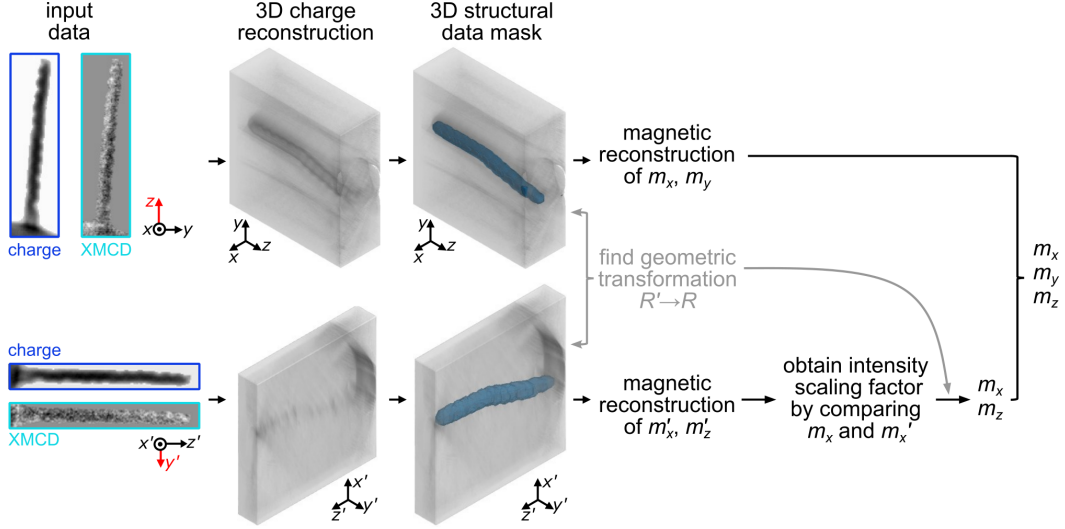 input
data
3D charge
reconstruction
3D structural
data mask
charge
XMCD
z
x
y
y
x
z
y
x
z
magnetic
reconstruction
of mx, my
find geometric
transformation
R'→R
mx
my
mz
charge
XMCD
x'
z'
y'
x'
z'
y'
x'
z'
y'
magnetic
reconstruction
of m'x, m'z
obtain intensity
scaling factor
by comparing
mx and mx'
mx
mz